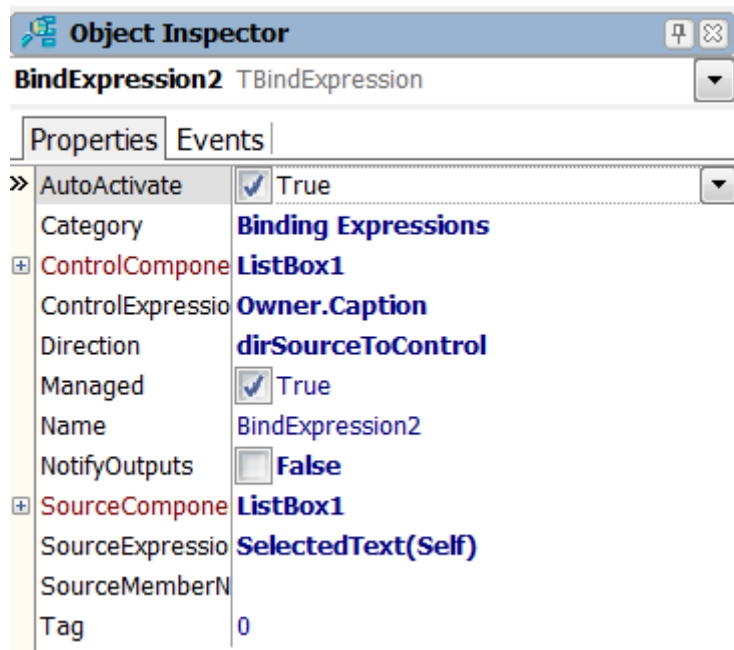 Object Inspector
BindExpression2 TBindExpression
Properties Events
AutoActivate True
Category Binding Expressions
ControlCompone ListBox1
ControlExpressio Owner.Caption
Direction dirSourceToControl
Managed True
Name BindExpression2
NotifyOutputs False
SourceCompone ListBox1
SourceExpressio SelectedText(Self)
SourceMemberN
Tag 0